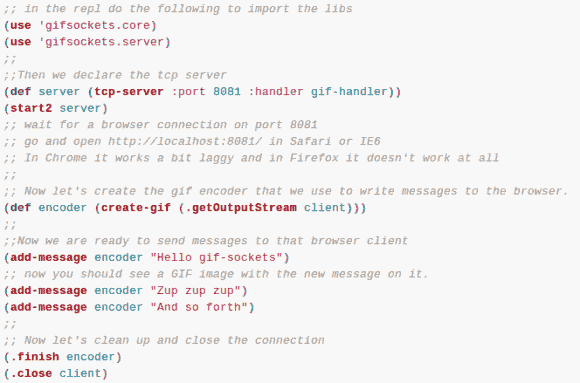 ;; in the repl do the following to import the libs
(use 'gifsockets.core)
(use 'gifsockets.server)
;;
;;Then we declare the tcp server
(def server (tcp-server :port 8081 :handler gif-handler))
(start2 server)
;; wait for a browser connection on port 8081
;; go and open http://localhost:8081/ in Safari or IE6
;; In Chrome it works a bit laggy and in Firefox it doesn't work at all
;;
;; Now let's create the gif encoder that we use to write messages to the browser.
(def encoder (create-gif (.getOutputStream client)))
;;
;;Now we are ready to send messages to that browser client
(add-message encoder "Hello gif-sockets")
;; now you should see a GIF image with the new message on it.
(add-message encoder "Zup zup zup")
(add-message encoder "And so forth")
;;
;; Now let's clean up and close the connection
(.finish encoder)
(.close client)